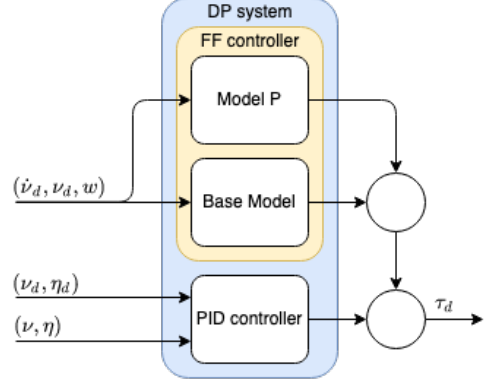 DP system
FF controller
Model P
(ν̇_d, ν_d, w)
Base Model
(ν_d, η_d)
PID controller
(ν, η)
τ_d